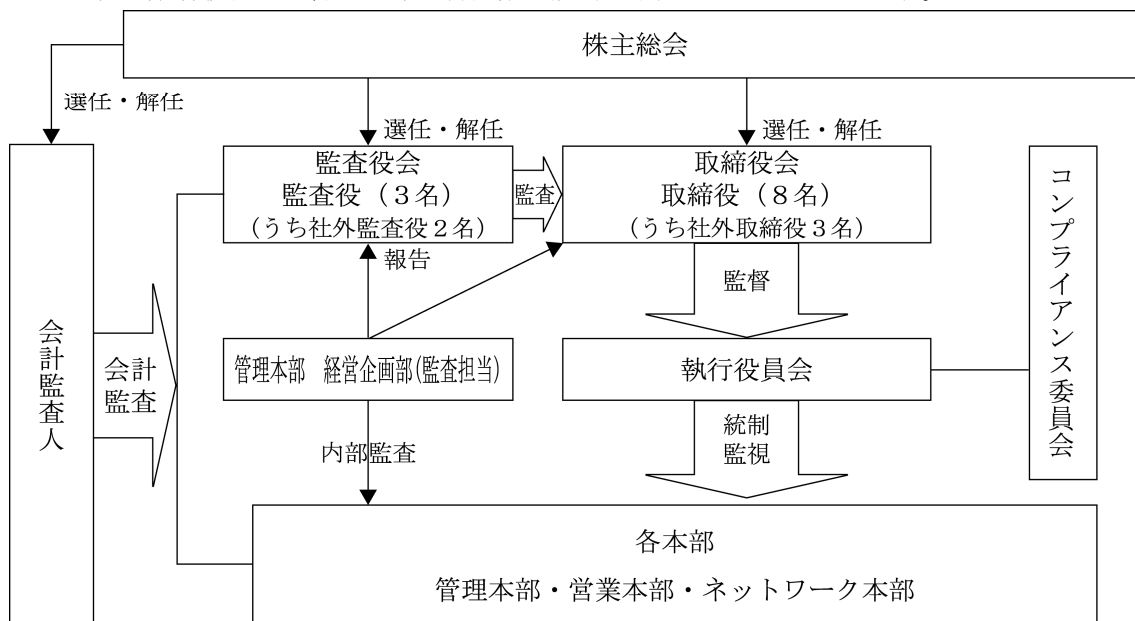 株主総会
選任・解任
選任・解任
選任・解任
監査役会
監査役（３名）
（うち社外監査役２名）
監査
取締役会
取締役（８名）
（うち社外取締役３名）
コンプライアンス委員会
報告
監督
会計監査人
会計
監査
管理本部　経営企画部(監査担当)
執行役員会
内部監査
統制
監視
各本部
管理本部・営業本部・ネットワーク本部